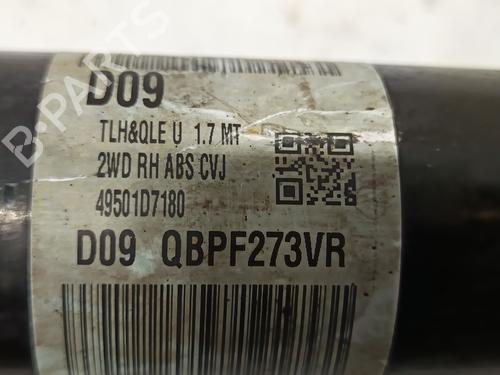 D09
TLH&QLE U 1.7 MT
2WD RH ABS CVJ
49501D7180
D09 QBPF273VR
B-PARTS